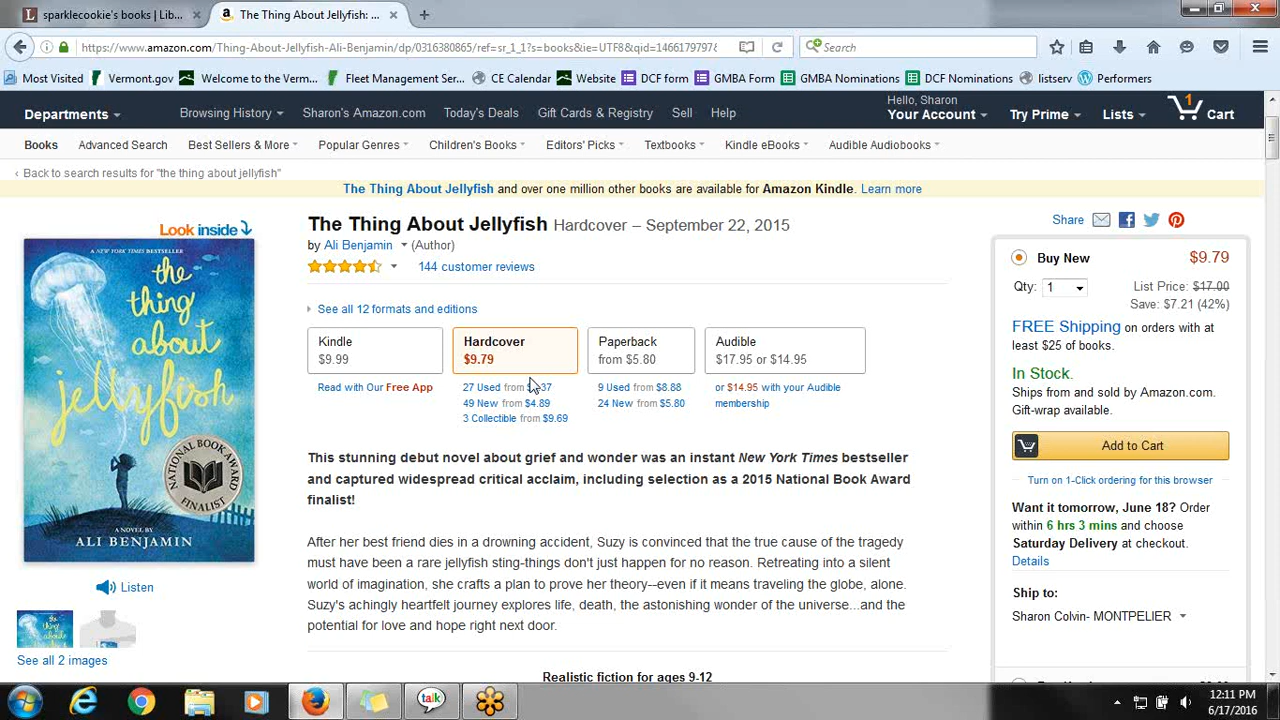 sparklecookie's books | Lib...
The Thing About Jellyfish: ...
https://www.amazon.com/Thing-About-Jellyfish-Ali-Benjamin/dp/0316380865/ref=sr_1_1?s=books&ie=UTF8&qid=1466179797&
Search
Most Visited
Vermont.gov
Welcome to the Verm...
Fleet Management Ser...
CE Calendar
Website
DCF form
GMBA Form
GMBA Nominations
DCF Nominations
listserv
Performers
Departments
Browsing History
Sharon's Amazon.com
Today's Deals
Gift Cards & Registry
Sell
Help
Hello, Sharon
Your Account
Try Prime
Lists
1
Cart
Books
Advanced Search
Best Sellers & More
Popular Genres
Children's Books
Editors' Picks
Textbooks
Kindle eBooks
Audible Audiobooks
‹ Back to search results for "the thing about jellyfish"
The Thing About Jellyfish and over one million other books are available for Amazon Kindle. Learn more
Look inside
A NEW YORK TIMES BESTSELLER
the
thing
about
jellyfish
NATIONAL BOOK AWARD
FINALIST
A NOVEL BY
ALI BENJAMIN
Listen
See all 2 images
The Thing About Jellyfish Hardcover – September 22, 2015
by Ali Benjamin (Author)
144 customer reviews
See all 12 formats and editions
Kindle
$9.99
Read with Our Free App
Hardcover
$9.79
27 Used from
49 New from $4.89
3 Collectible from $9.69
Paperback
from $5.80
9 Used from $8.88
24 New from $5.80
Audible
$17.95 or $14.95
or $14.95 with your Audible
membership
This stunning debut novel about grief and wonder was an instant New York Times bestseller
and captured widespread critical acclaim, including selection as a 2015 National Book Award
finalist!
After her best friend dies in a drowning accident, Suzy is convinced that the true cause of the tragedy
must have been a rare jellyfish sting-things don't just happen for no reason. Retreating into a silent
world of imagination, she crafts a plan to prove her theory--even if it means traveling the globe, alone.
Suzy's achingly heartfelt journey explores life, death, the astonishing wonder of the universe...and the
potential for love and hope right next door.
Realistic fiction for ages 9-12
Share
Buy New
$9.79
Qty: 1
List Price: $17.00
Save: $7.21 (42%)
FREE Shipping on orders with at
least $25 of books.
In Stock.
Ships from and sold by Amazon.com.
Gift-wrap available.
Add to Cart
Turn on 1-Click ordering for this browser
Want it tomorrow, June 18? Order
within 6 hrs 3 mins and choose
Saturday Delivery at checkout.
Details
Ship to:
Sharon Colvin- MONTPELIER
talk
12:11 PM
6/17/2016